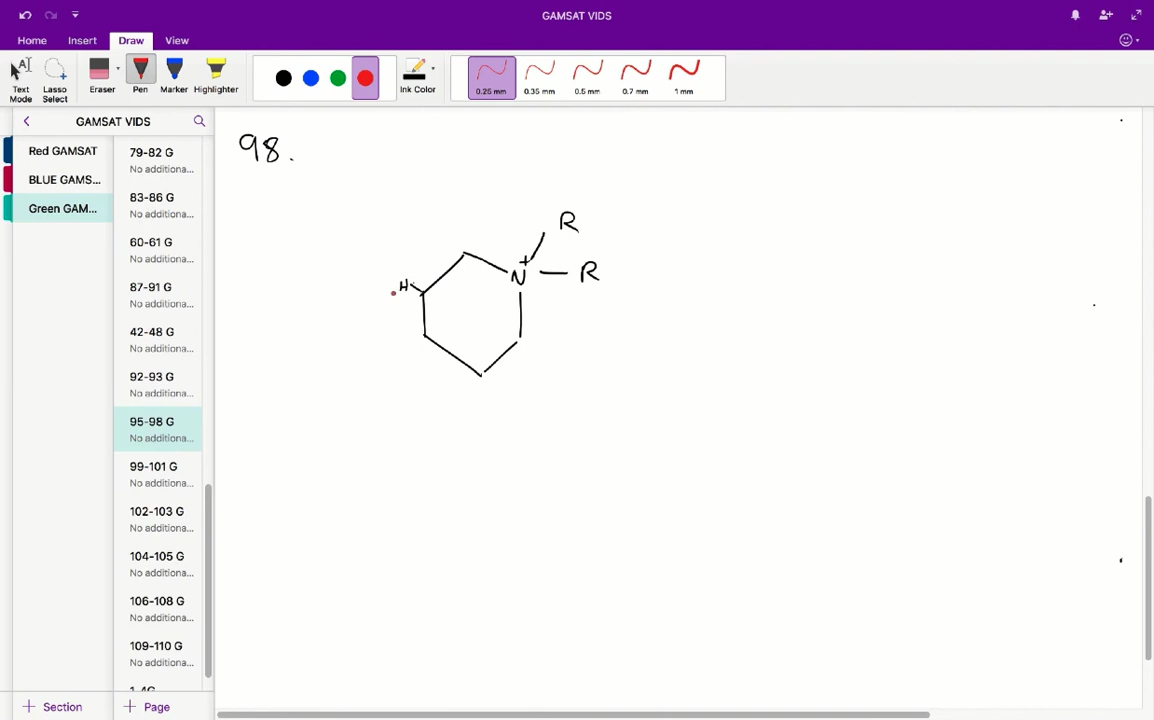 GAMSAT VIDS
Home Insert Draw View
Text Mode
Lasso Select
Eraser
Pen
Marker
Highlighter
Ink Color
0.25 mm
0.35 mm
0.5 mm
0.7 mm
1 mm
GAMSAT VIDS
Red GAMSAT
BLUE GAMS...
Green GAM...
79-82 G
No additiona...
83-86 G
No additiona...
60-61 G
No additiona...
87-91 G
No additiona...
42-48 G
No additiona...
92-93 G
No additiona...
95-98 G
No additiona...
99-101 G
No additiona...
102-103 G
No additiona...
104-105 G
No additiona...
106-108 G
No additiona...
109-110 G
No additiona...
+ Section
+ Page
98.
R
H
N+
R